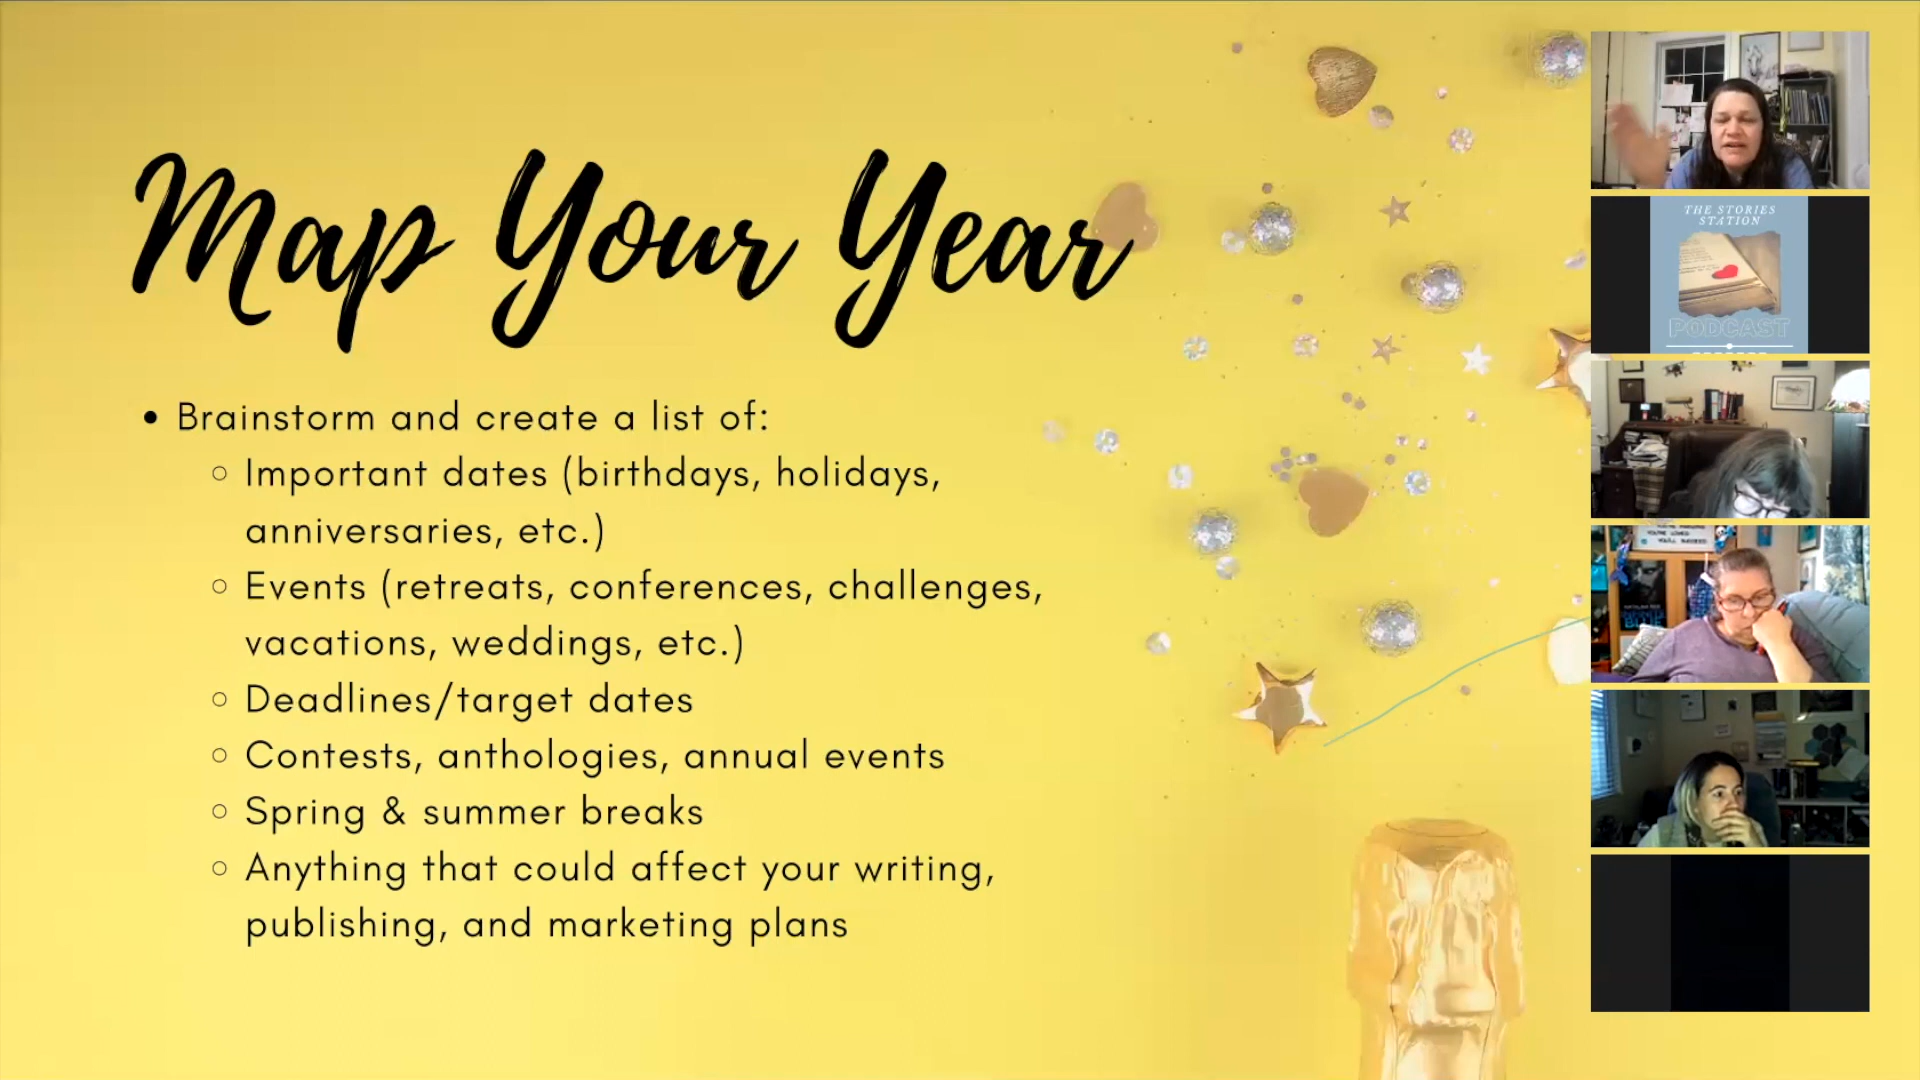 Map Your Year
• Brainstorm and create a list of:
○ Important dates (birthdays, holidays,
anniversaries, etc.)
○ Events (retreats, conferences, challenges,
vacations, weddings, etc.)
○ Deadlines/target dates
○ Contests, anthologies, annual events
○ Spring & summer breaks
○ Anything that could affect your writing,
publishing, and marketing plans
THE STORIES
STATION
PODCAST